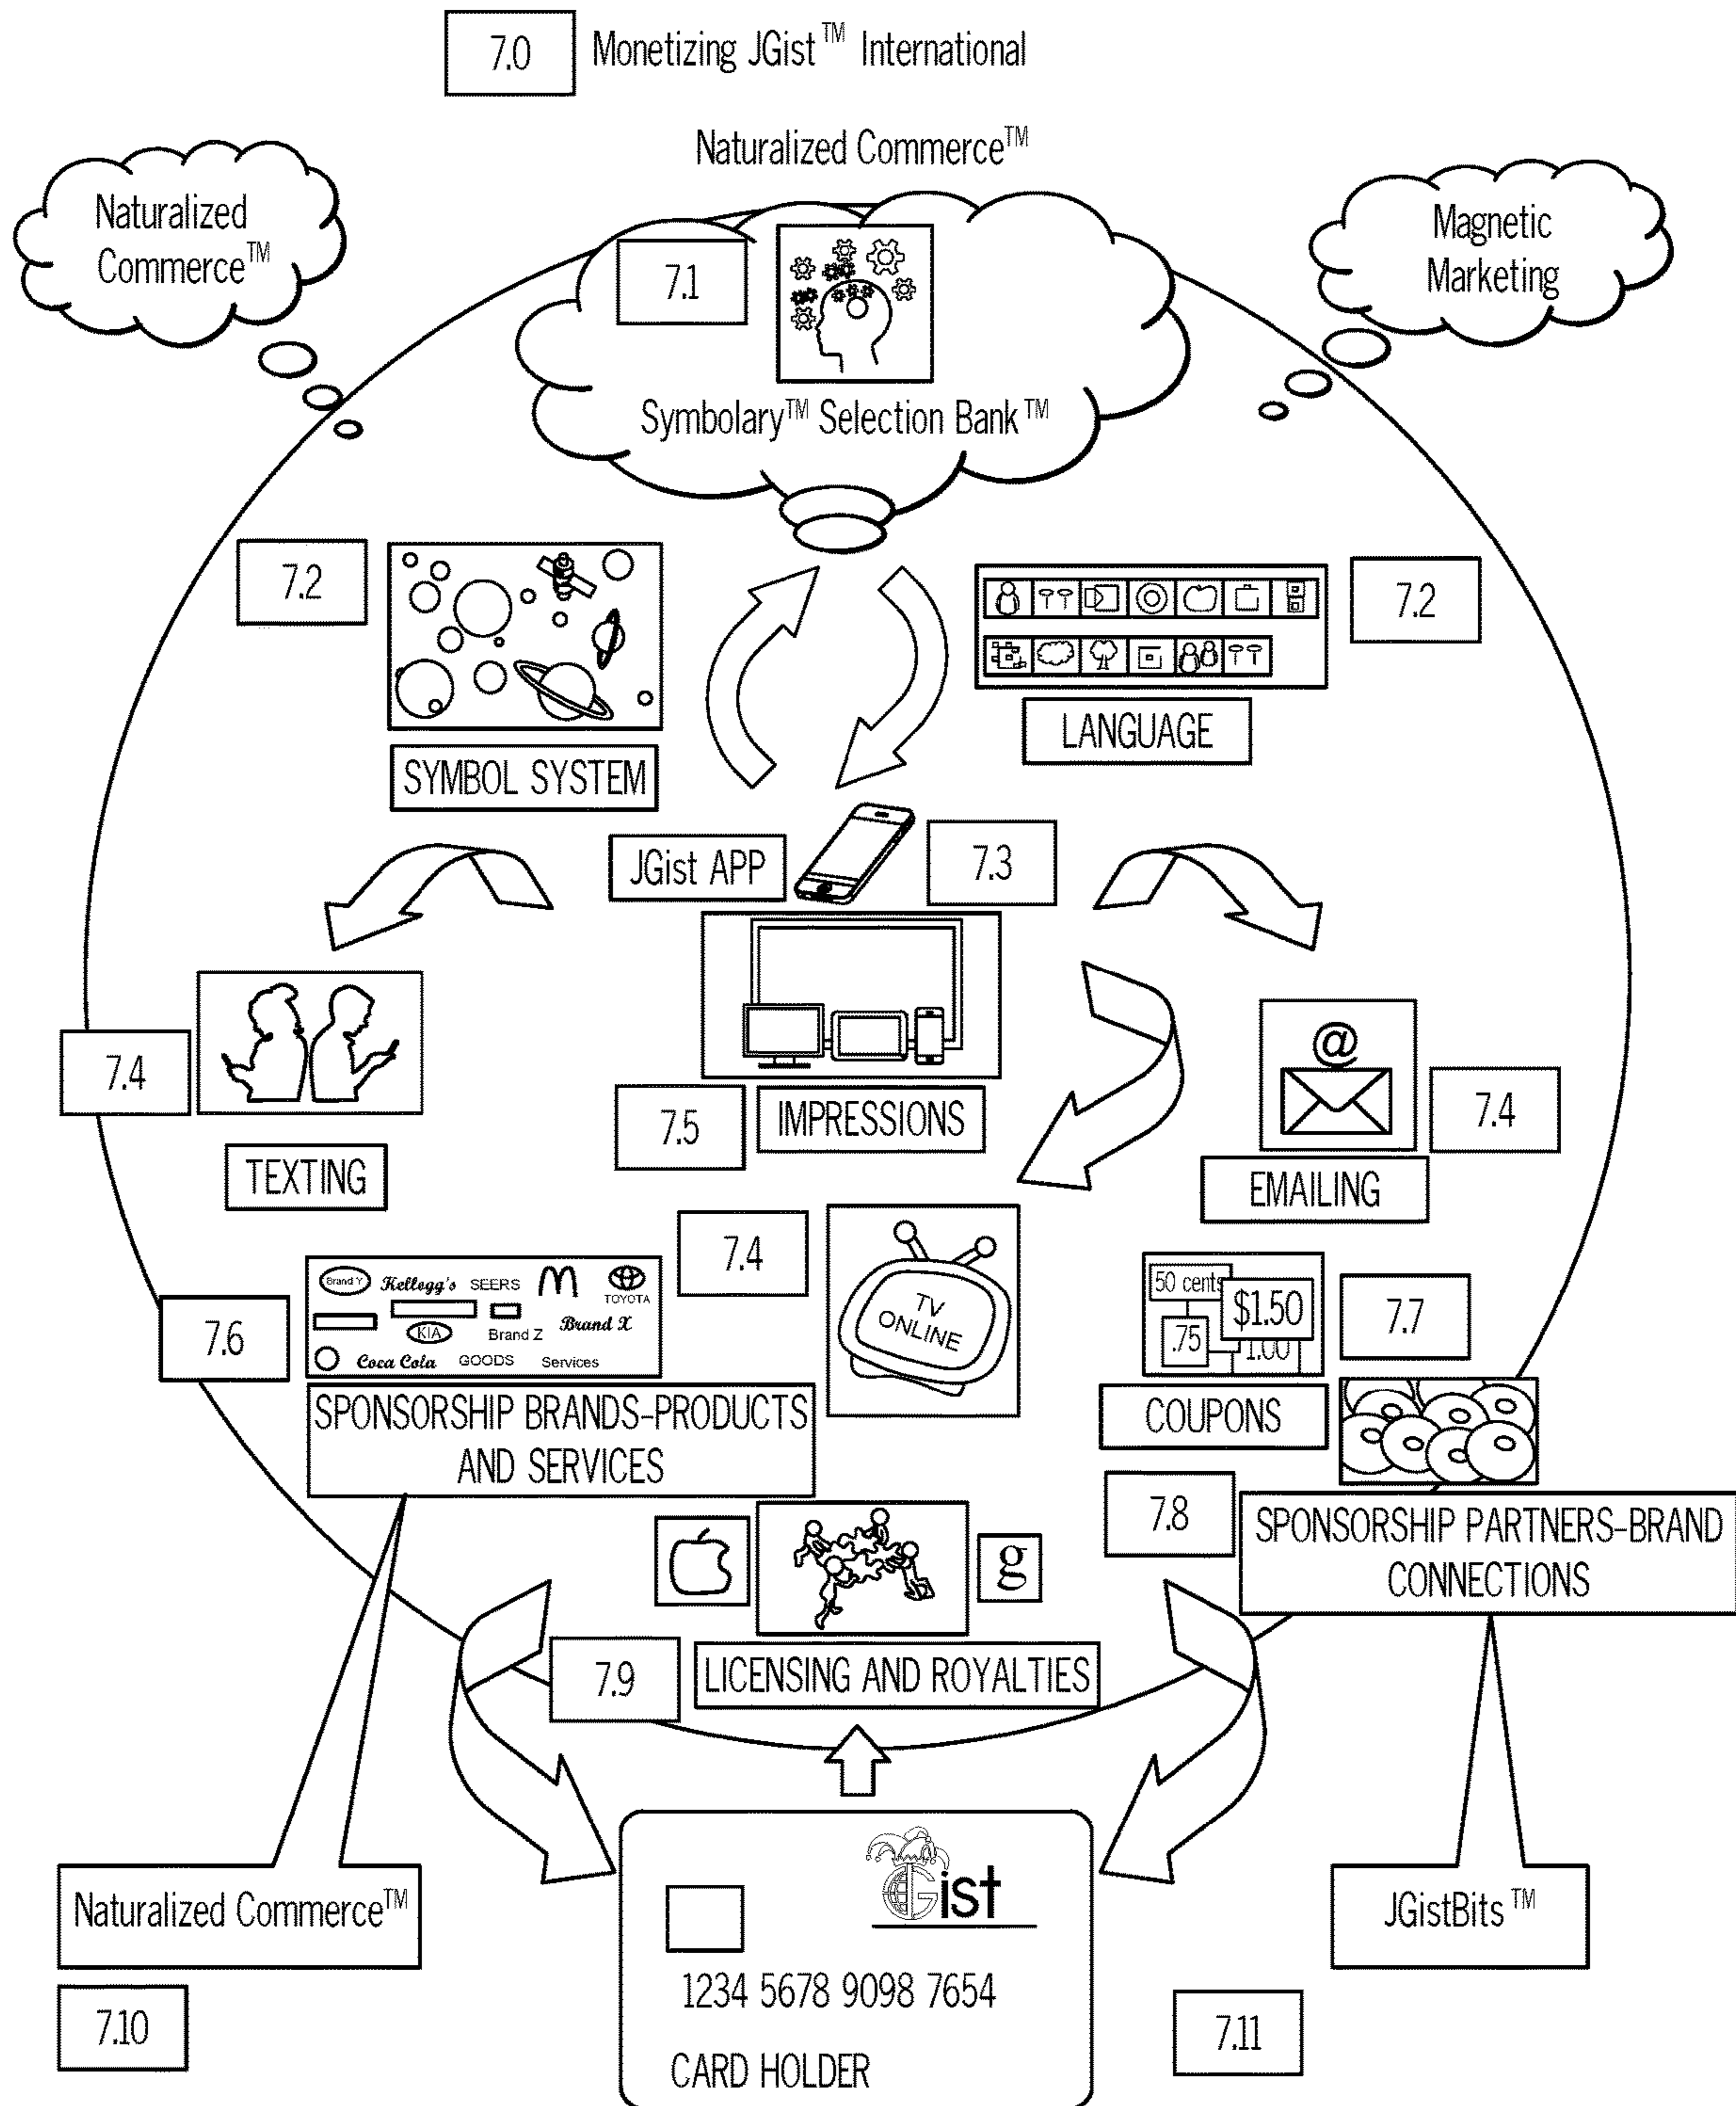 7.0
Monetizing JGist™ International
Naturalized Commerce™
Naturalized
Commerce™
Magnetic
Marketing
7.1
Symbolary™ Selection Bank™
7.2
SYMBOL SYSTEM
7.2
LANGUAGE
JGist APP
7.3
7.4
TEXTING
7.5
IMPRESSIONS
@
7.4
EMAILING
7.4
TV
ONLINE
7.6
Brand Y
Kellogg's
SEERS
TOYOTA
KIA
Brand Z
Brand X
Coca Cola
GOODS
Services
SPONSORSHIP BRANDS-PRODUCTS
AND SERVICES
50 cents
$1.50
.75
1.00
7.7
COUPONS
7.8
SPONSORSHIP PARTNERS-BRAND
CONNECTIONS
g
7.9
LICENSING AND ROYALTIES
Naturalized Commerce™
7.10
Gist
1234 5678 9098 7654
CARD HOLDER
JGistBits™
7.11